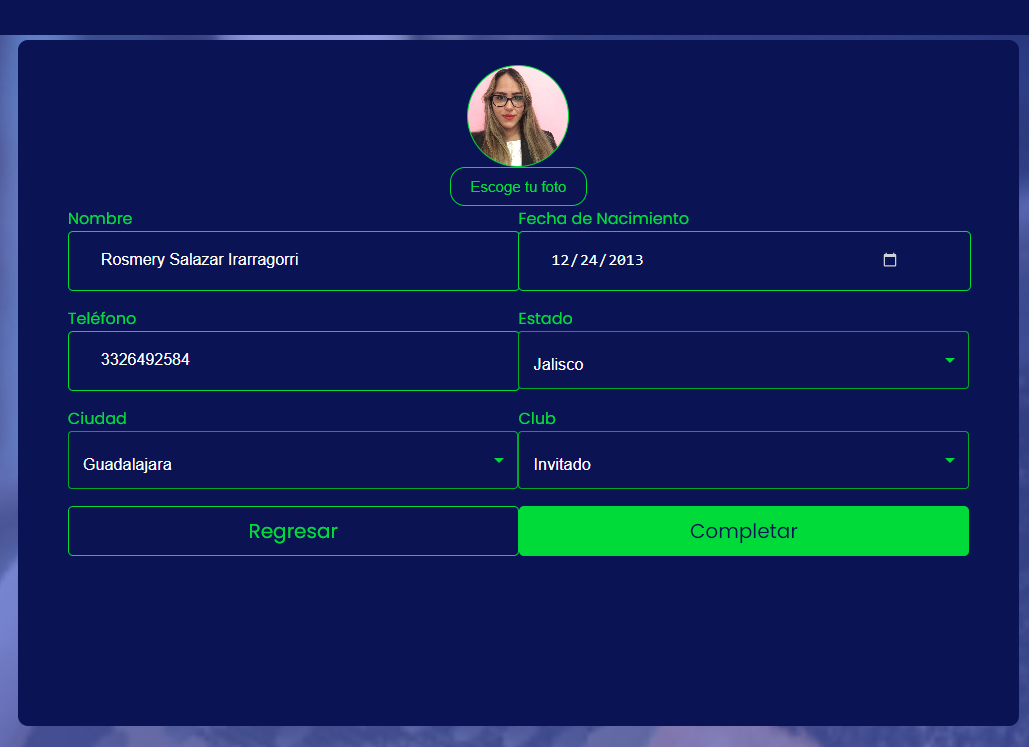 Escoge tu foto
Nombre
Fecha de Nacimiento
Rosmery Salazar Irarragorri
12/24/2013
Teléfono
Estado
3326492584
Jalisco
Ciudad
Club
Guadalajara
Invitado
Regresar
Completar